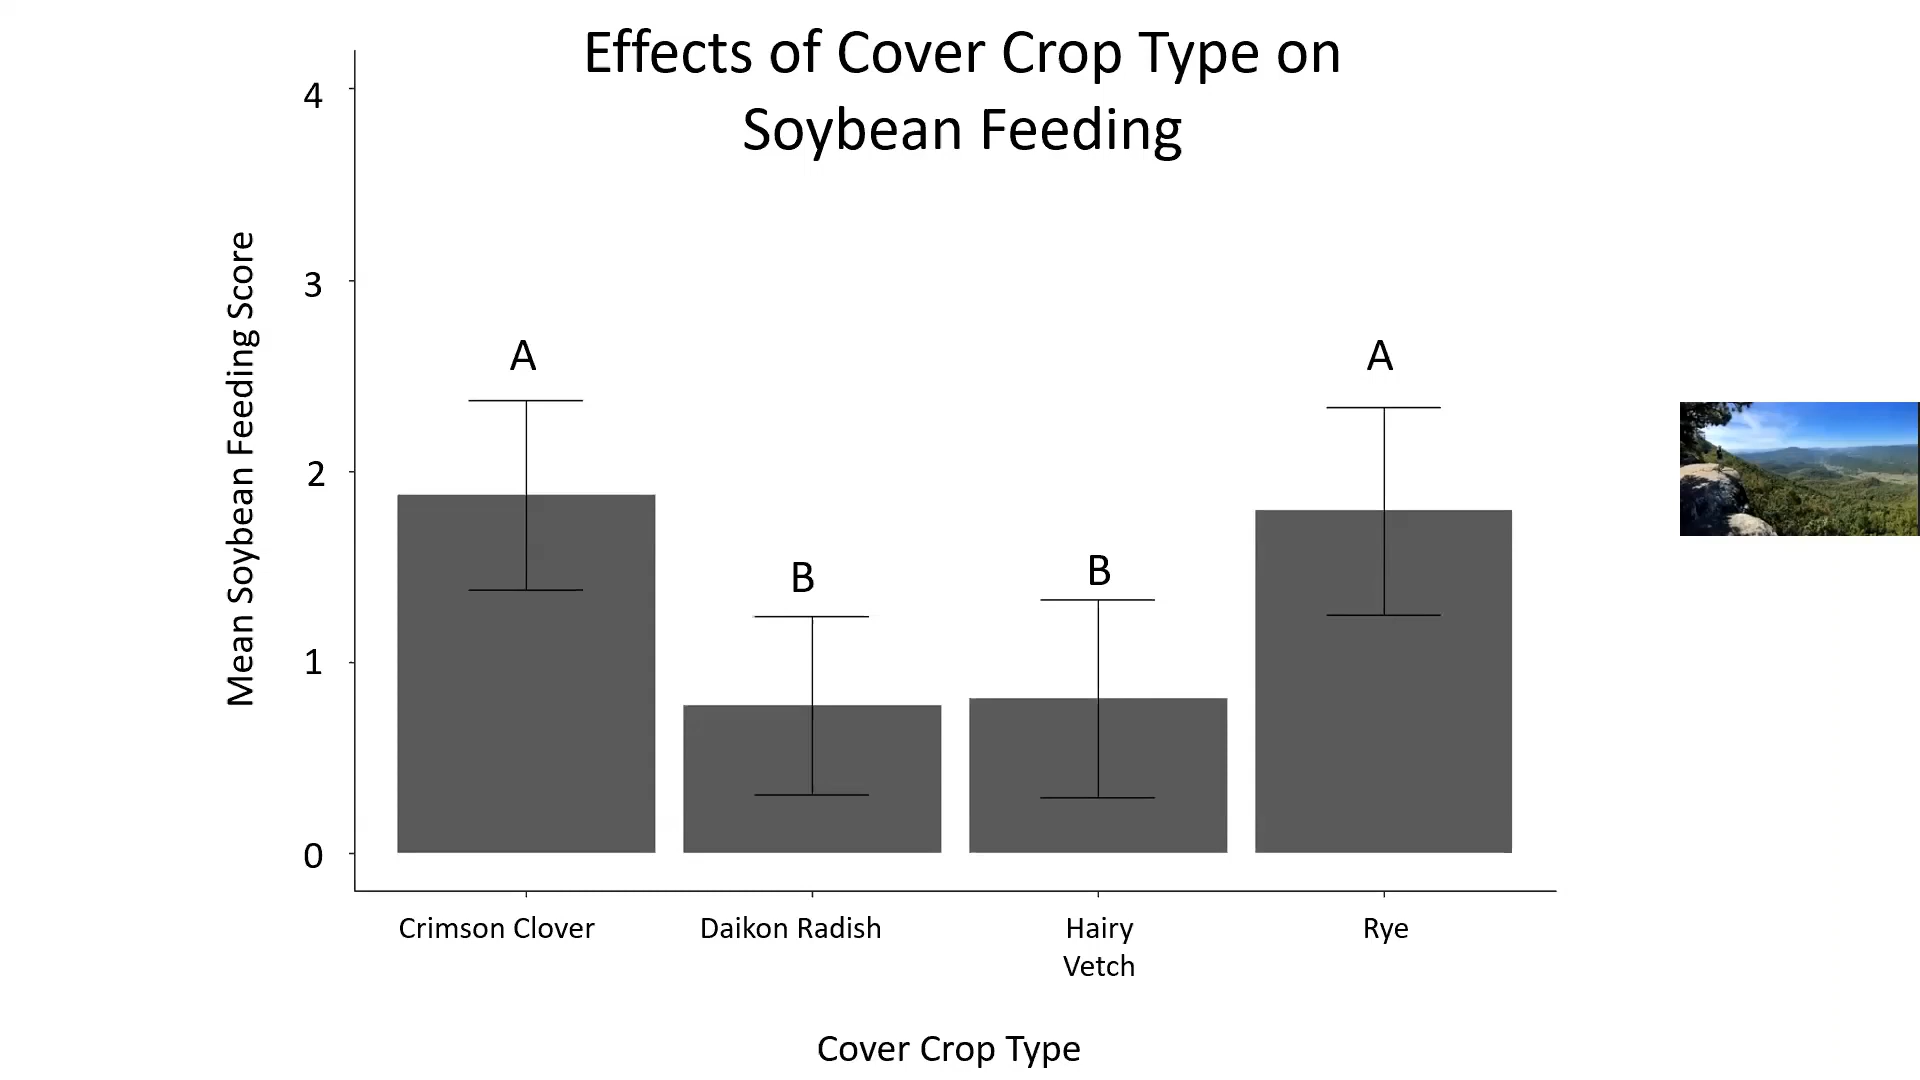 Effects of Cover Crop Type on
Soybean Feeding
Mean Soybean Feeding Score
4
3
2
1
0
A
B
B
A
Crimson Clover
Daikon Radish
Hairy
Vetch
Rye
Cover Crop Type